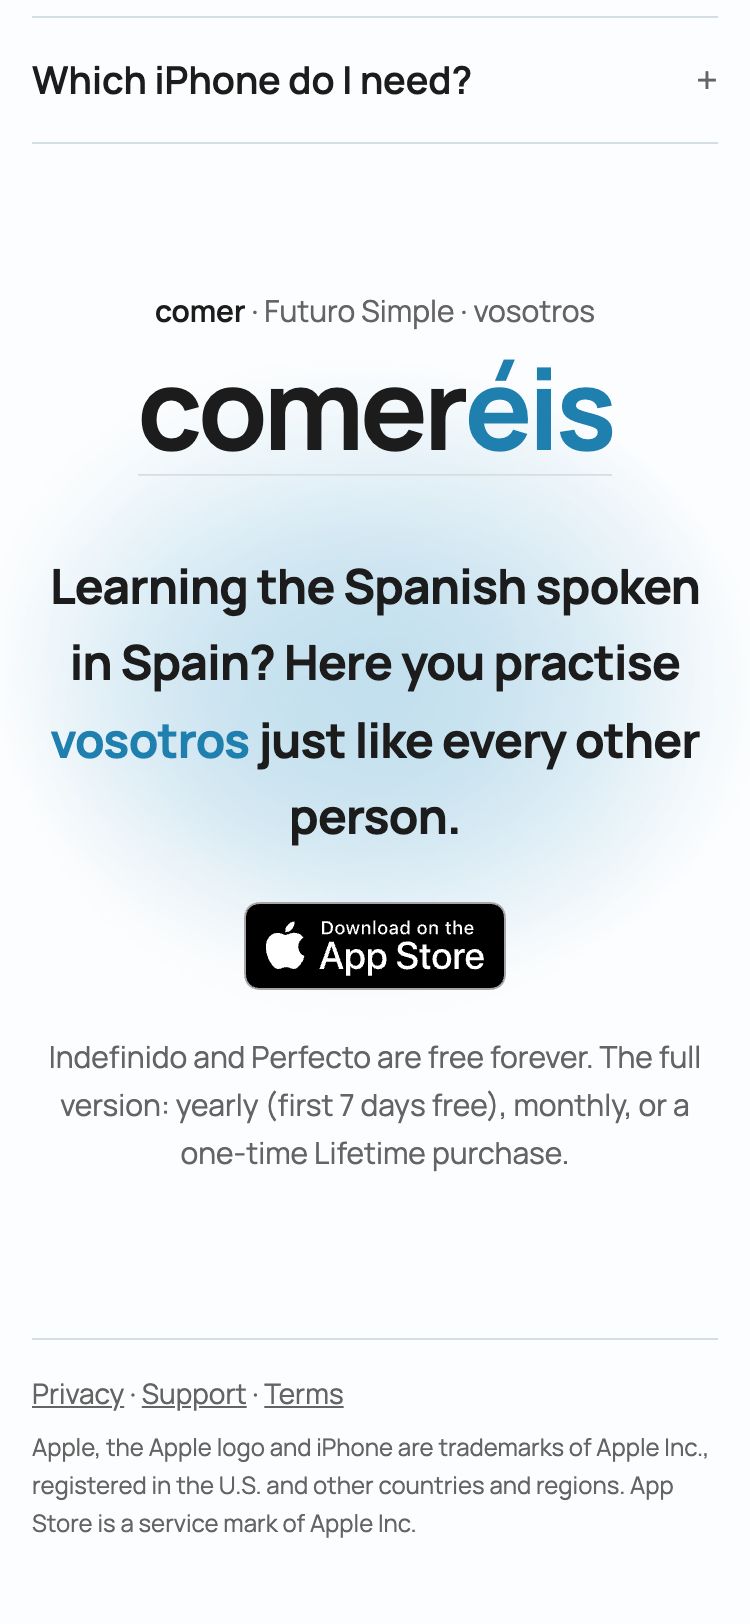 Which iPhone do I need? +
comer · Futuro Simple · vosotros
comeréis
Learning the Spanish spoken
in Spain? Here you practise
vosotros just like every other
person.
Download on the
App Store
Indefinido and Perfecto are free forever. The full
version: yearly (first 7 days free), monthly, or a
one-time Lifetime purchase.
Privacy · Support · Terms
Apple, the Apple logo and iPhone are trademarks of Apple Inc.,
registered in the U.S. and other countries and regions. App
Store is a service mark of Apple Inc.